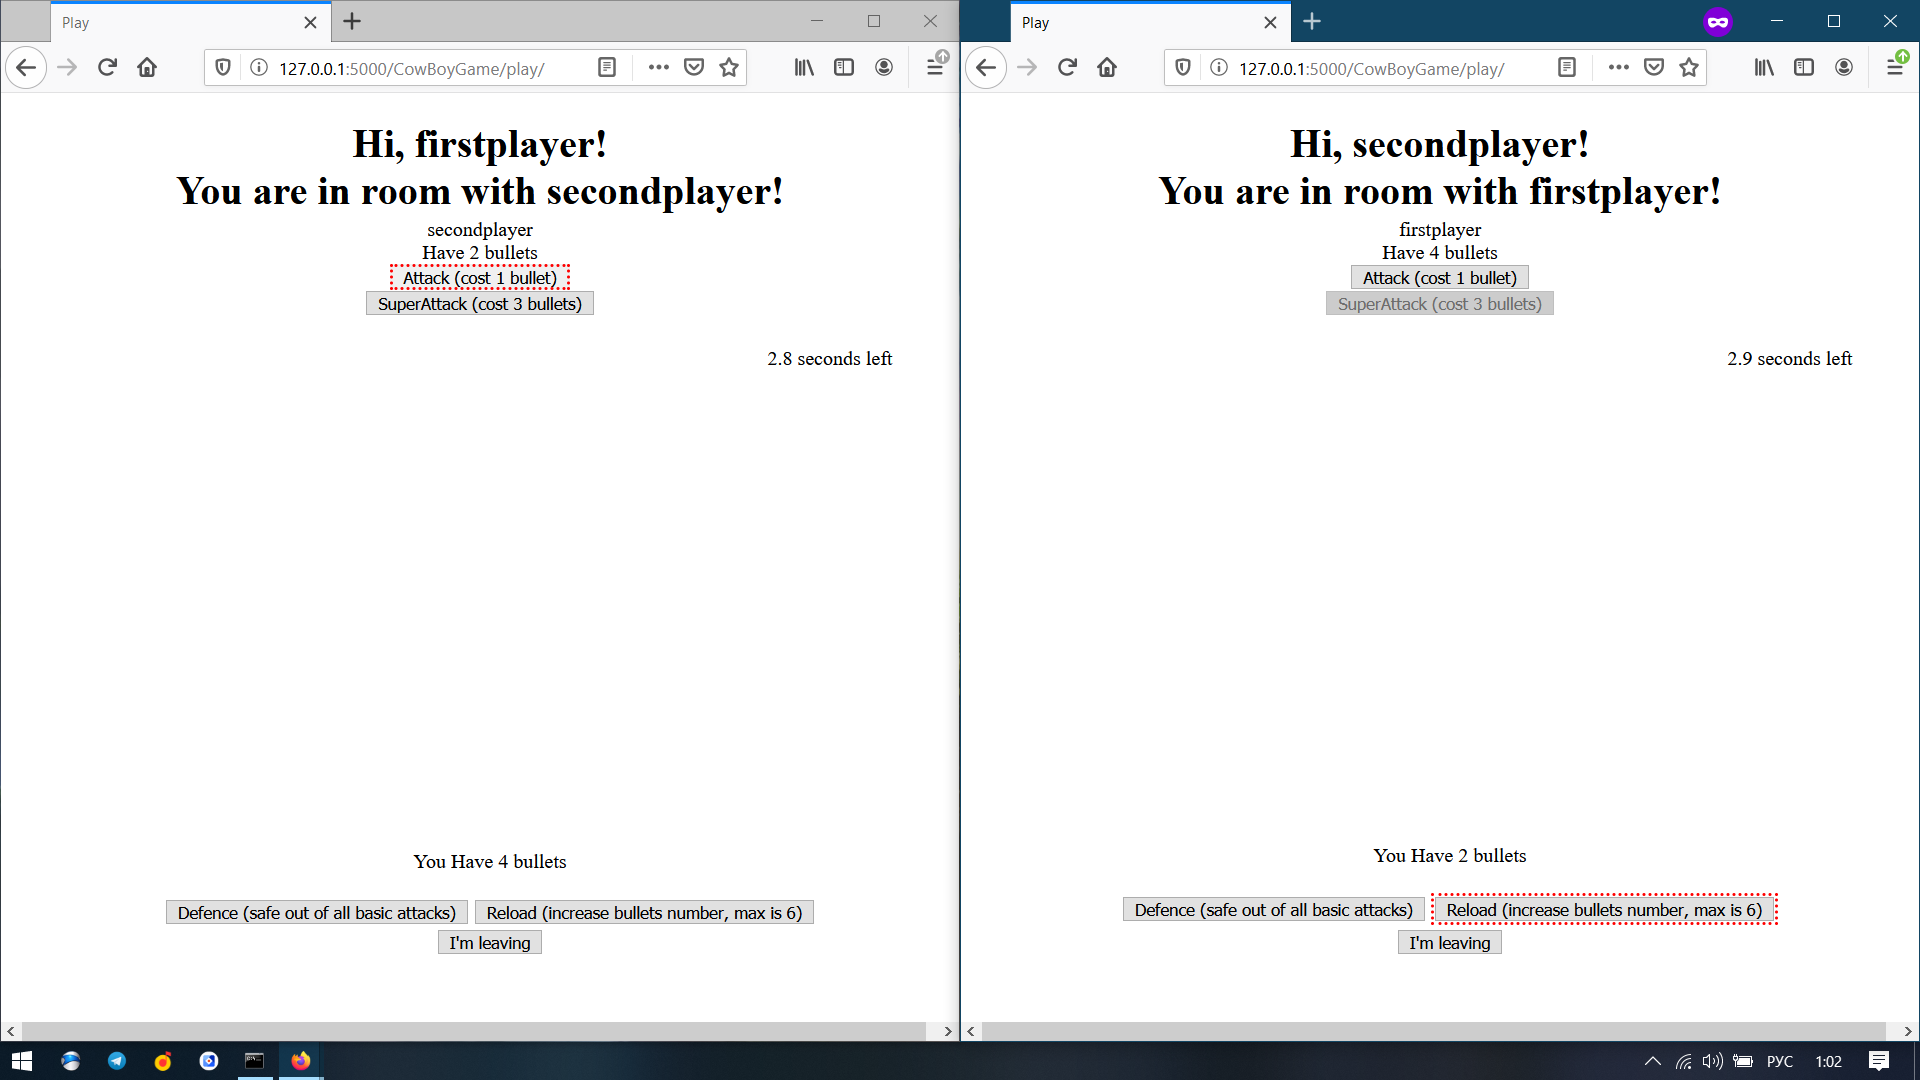 Play
127.0.0.1:5000/CowBoyGame/play/
Hi, firstplayer!
You are in room with secondplayer!
secondplayer
Have 2 bullets
Attack (cost 1 bullet)
SuperAttack (cost 3 bullets)
2.8 seconds left
You Have 4 bullets
Defence (safe out of all basic attacks)
Reload (increase bullets number, max is 6)
I'm leaving
Play
127.0.0.1:5000/CowBoyGame/play/
Hi, secondplayer!
You are in room with firstplayer!
firstplayer
Have 4 bullets
Attack (cost 1 bullet)
SuperAttack (cost 3 bullets)
2.9 seconds left
You Have 2 bullets
Defence (safe out of all basic attacks)
Reload (increase bullets number, max is 6)
I'm leaving
РУС
1:02